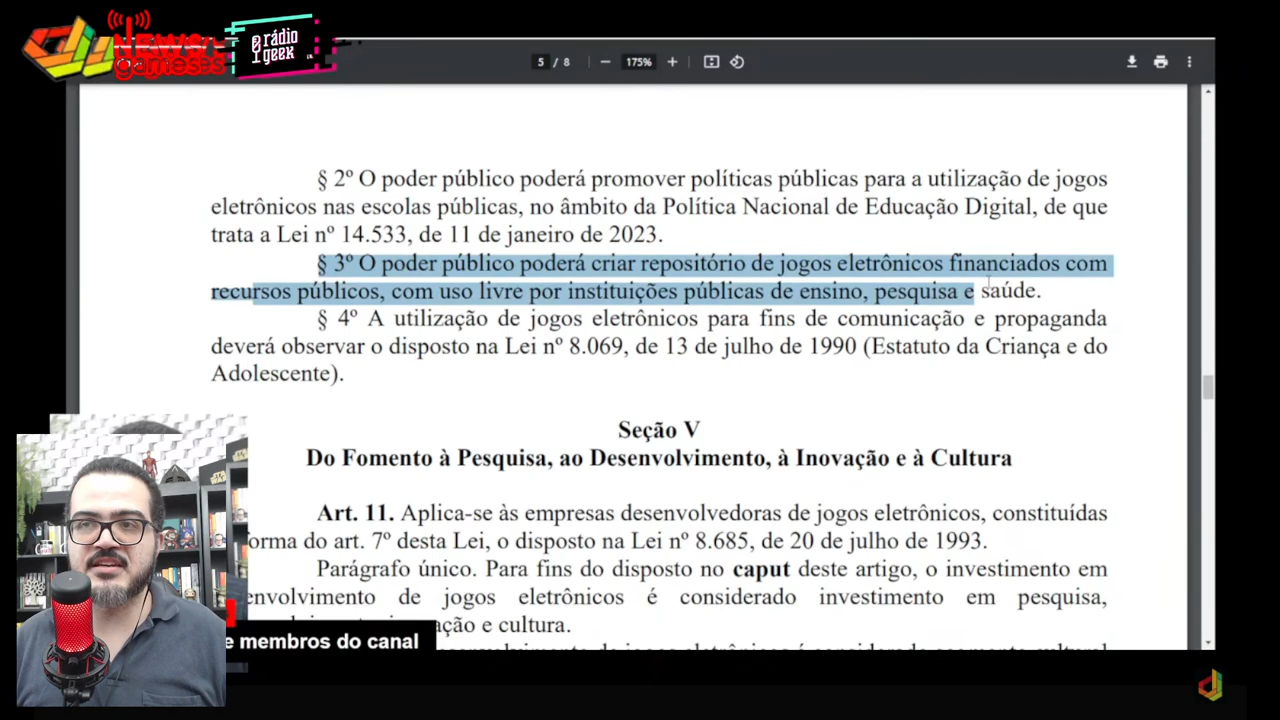 NEWS
gameses
rádio
geek
5 / 8
175%
§ 2º O poder público poderá promover políticas públicas para a utilização de jogos
eletrônicos nas escolas públicas, no âmbito da Política Nacional de Educação Digital, de que
trata a Lei nº 14.533, de 11 de janeiro de 2023.
§ 3º O poder público poderá criar repositório de jogos eletrônicos financiados com
recursos públicos, com uso livre por instituições públicas de ensino, pesquisa e saúde.
§ 4º A utilização de jogos eletrônicos para fins de comunicação e propaganda
deverá observar o disposto na Lei nº 8.069, de 13 de julho de 1990 (Estatuto da Criança e do
Adolescente).
Seção V
Do Fomento à Pesquisa, ao Desenvolvimento, à Inovação e à Cultura
Art. 11. Aplica-se às empresas desenvolvedoras de jogos eletrônicos, constituídas
orma do art. 7º desta Lei, o disposto na Lei nº 8.685, de 20 de julho de 1993.
Parágrafo único. Para fins do disposto no caput deste artigo, o investimento em
envolvimento de jogos eletrônicos é considerado investimento em pesquisa,
ação e cultura.
e membros do canal